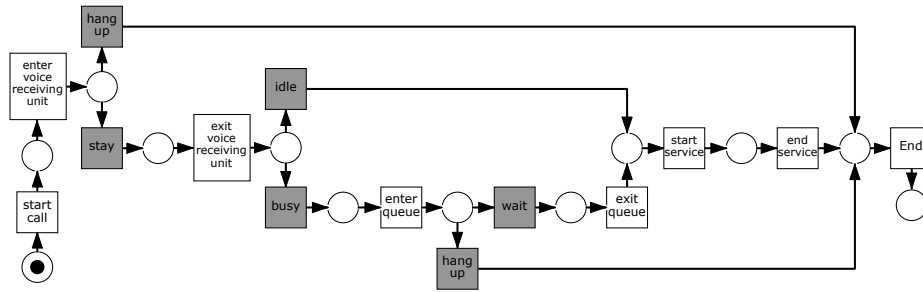 hang
up
enter
voice
receiving
unit
idle
stay
exit
voice
receiving
unit
start
service
end
service
End
start
call
busy
enter
queue
wait
exit
queue
hang
up